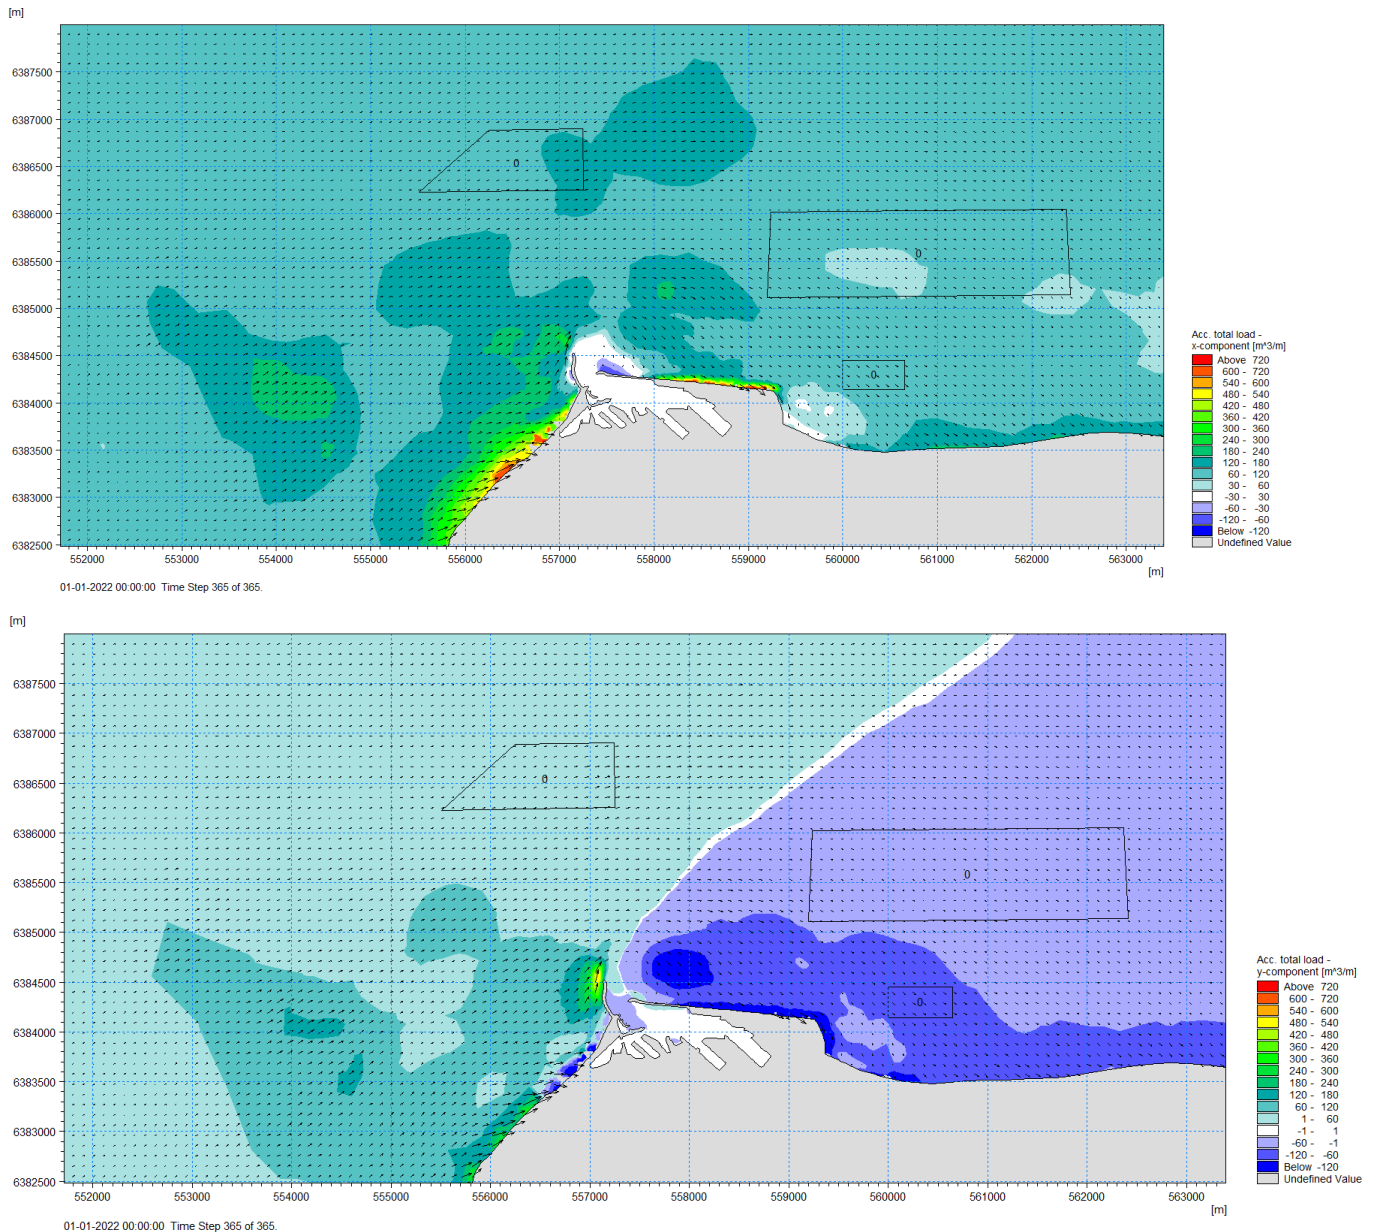 [m]
6387500
6387000
6386500
6386000
6385500
6385000
6384500
6384000
6383500
6383000
6382500
0
0
0
552000 553000 554000 555000 556000 557000 558000 559000 560000 561000 562000 563000
[m]
01-01-2022 00:00:00 Time Step 365 of 365.
Acc. total load -
x-component [m^3/m]
Above 720
600 - 720
540 - 600
480 - 540
420 - 480
360 - 420
300 - 360
240 - 300
180 - 240
120 - 180
60 - 120
30 - 60
-30 - 30
-60 - -30
-120 - -60
Below -120
Undefined Value
[m]
6387500
6387000
6386500
6386000
6385500
6385000
6384500
6384000
6383500
6383000
6382500
0
0
0
552000 553000 554000 555000 556000 557000 558000 559000 560000 561000 562000 563000
[m]
01-01-2022 00:00:00 Time Step 365 of 365.
Acc. total load -
y-component [m^3/m]
Above 720
600 - 720
540 - 600
480 - 540
420 - 480
360 - 420
300 - 360
240 - 300
180 - 240
120 - 180
60 - 120
1 - 60
-1 - 1
-60 - -1
-120 - -60
Below -120
Undefined Value